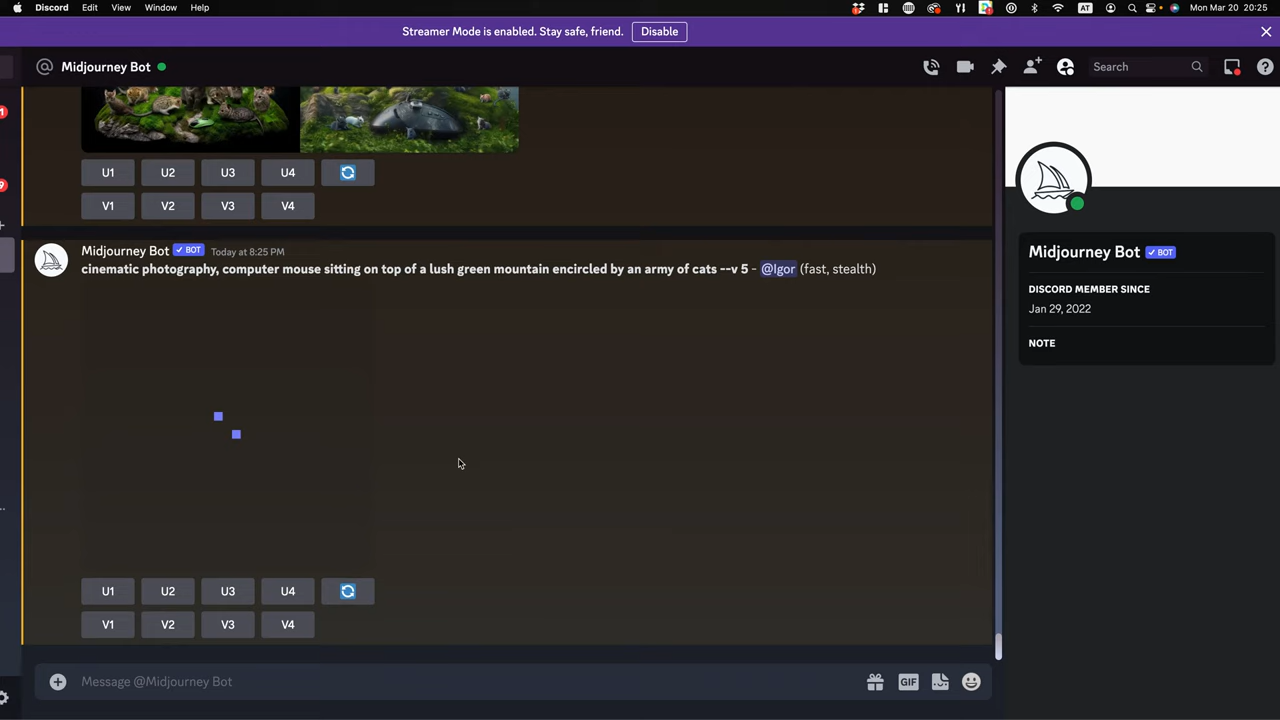 Discord Edit View Window Help AT Mon Mar 20 20:25
Streamer Mode is enabled. Stay safe, friend. Disable
Midjourney Bot Search
1
U1 U2 U3 U4
9
V1 V2 V3 V4
Midjourney Bot ✓ BOT Today at 8:25 PM
cinematic photography, computer mouse sitting on top of a lush green mountain encircled by an army of cats --v 5 - @Igor (fast, stealth)
U1 U2 U3 U4
V1 V2 V3 V4
Message @Midjourney Bot GIF
Midjourney Bot ✓ BOT
DISCORD MEMBER SINCE
Jan 29, 2022
NOTE